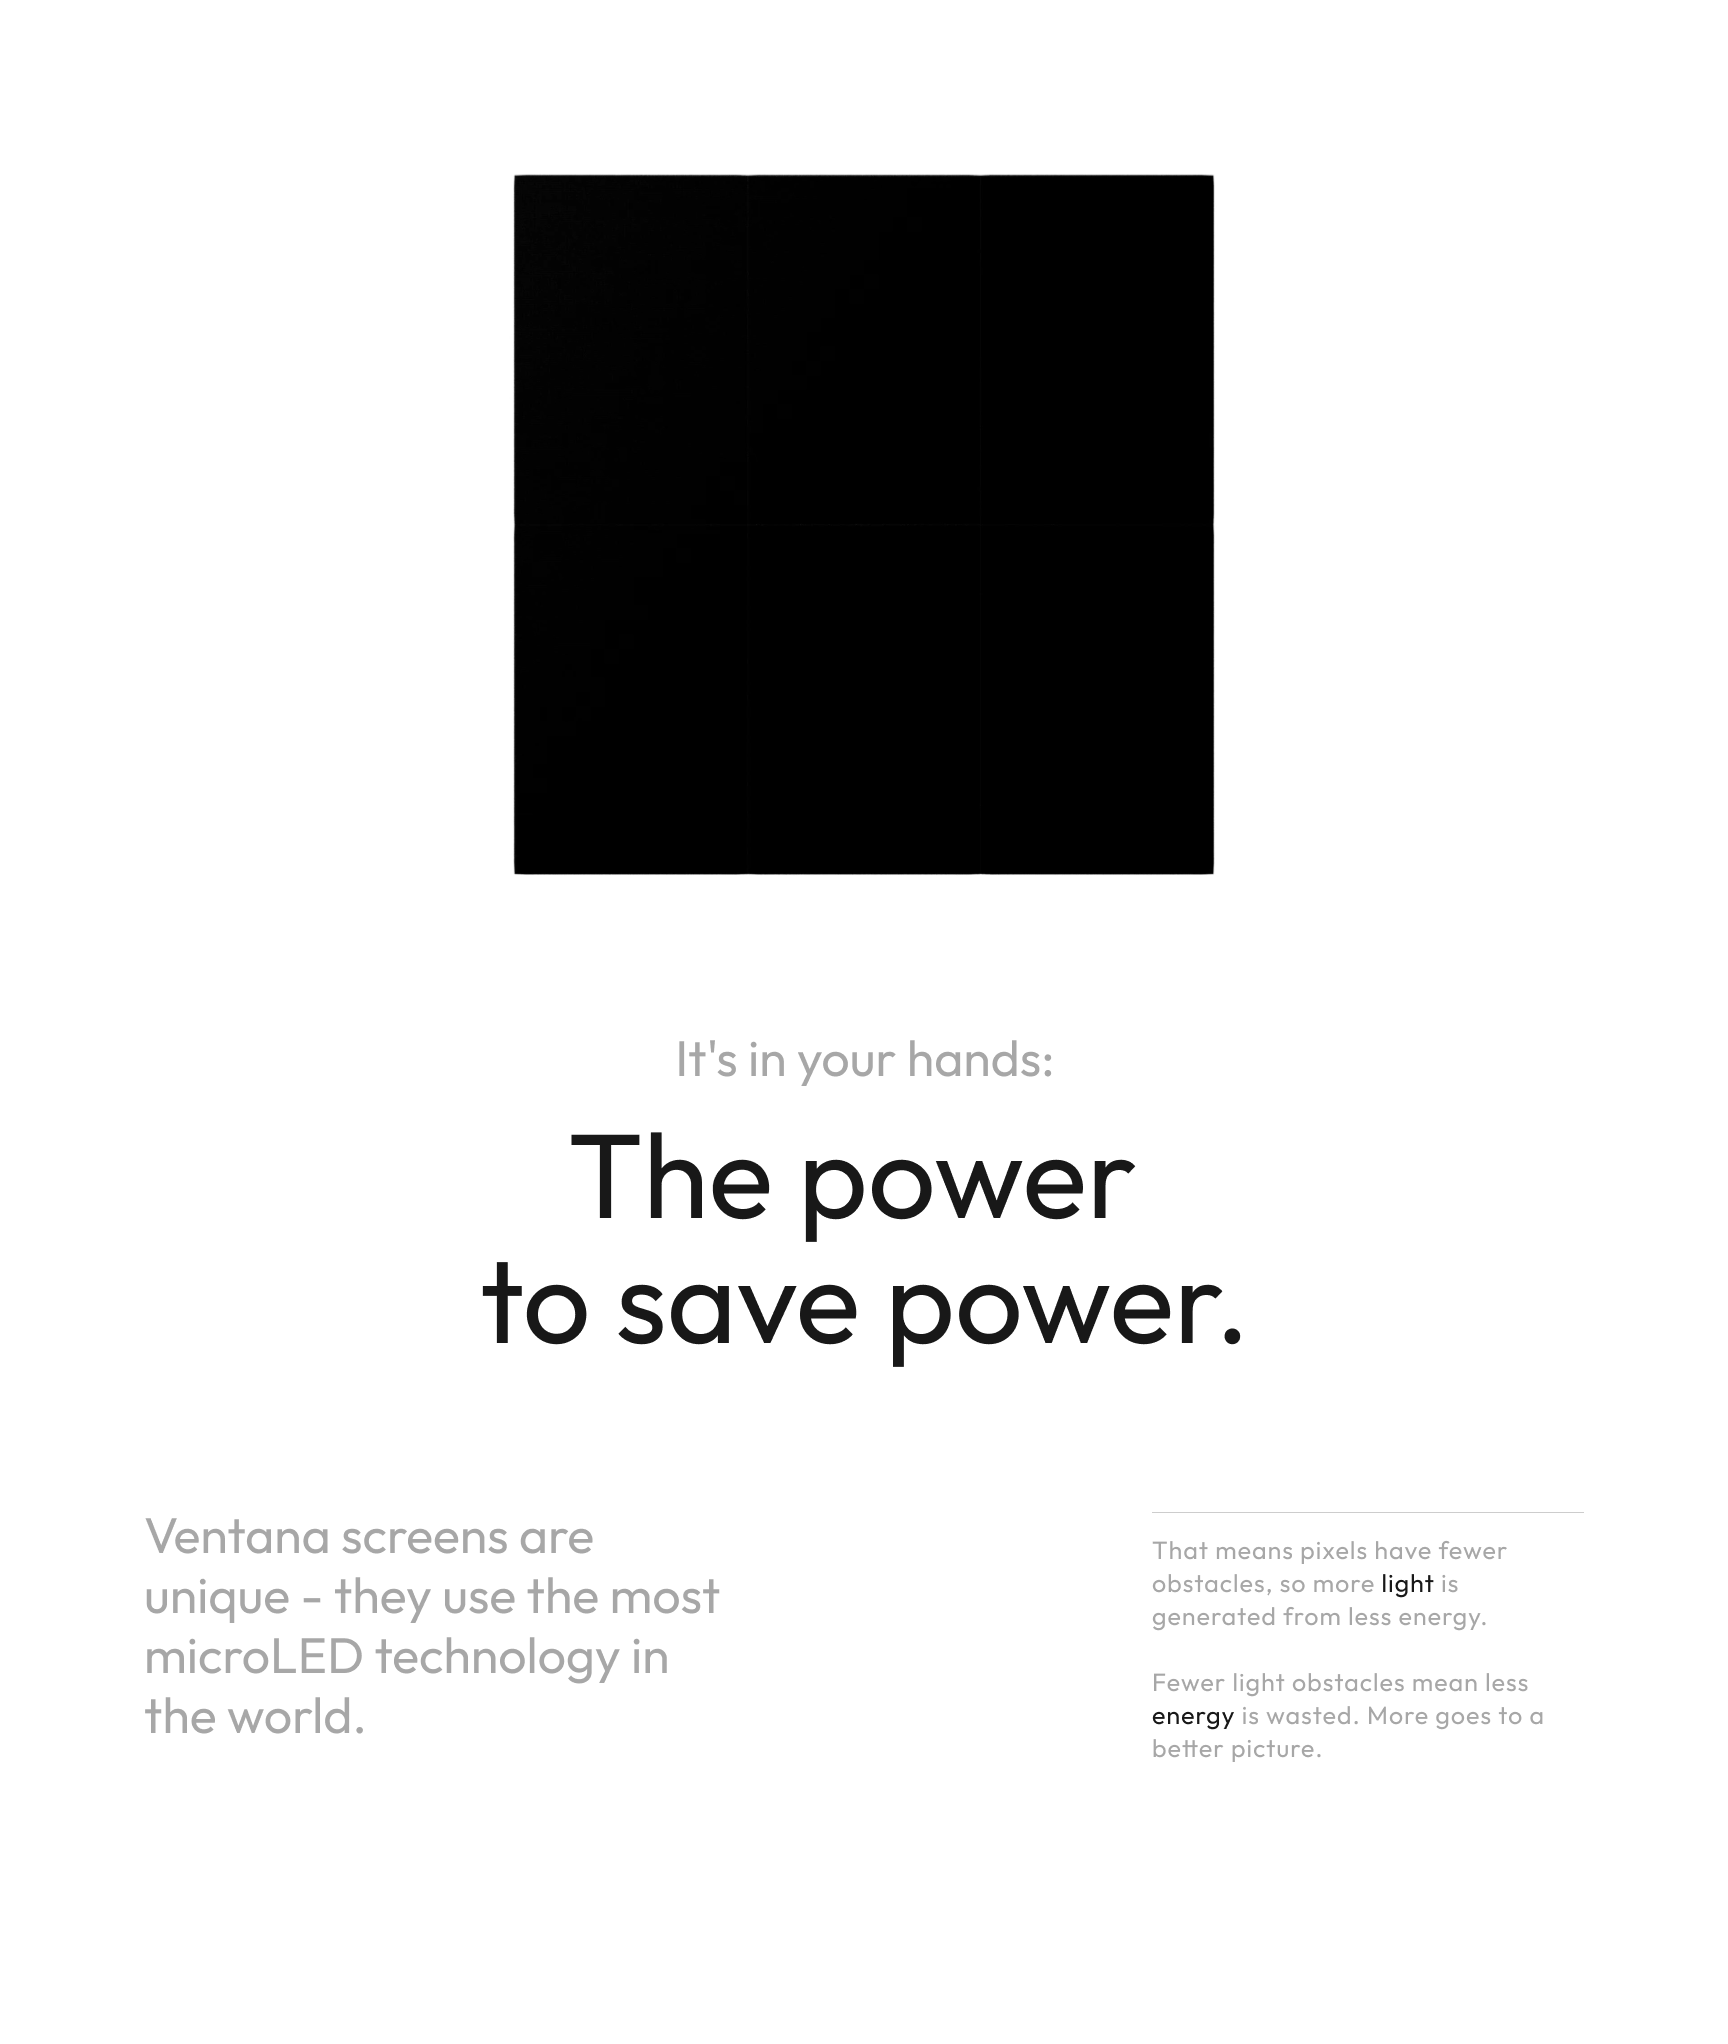 It's in your hands:
The power
to save power.
Ventana screens are
unique - they use the most
microLED technology in
the world.
That means pixels have fewer
obstacles, so more light is
generated from less energy.
Fewer light obstacles mean less
energy is wasted. More goes to a
better picture.